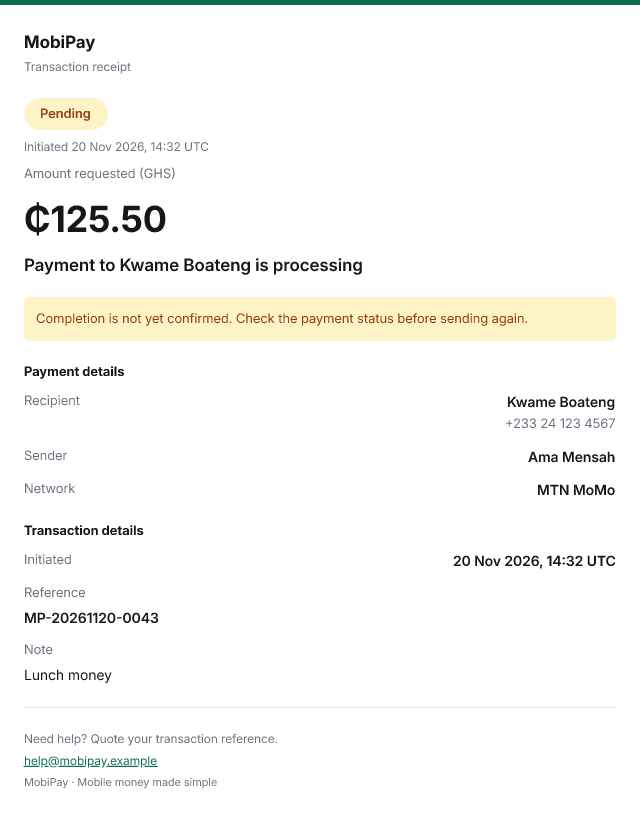 MobiPay
Transaction receipt
Pending
Initiated 20 Nov 2026, 14:32 UTC
Amount requested (GHS)
₵125.50
Payment to Kwame Boateng is processing
Completion is not yet confirmed. Check the payment status before sending again.
Payment details
Recipient
Kwame Boateng
+233 24 123 4567
Sender
Ama Mensah
Network
MTN MoMo
Transaction details
Initiated
20 Nov 2026, 14:32 UTC
Reference
MP-20261120-0043
Note
Lunch money
Need help? Quote your transaction reference.
help@mobipay.example
MobiPay · Mobile money made simple